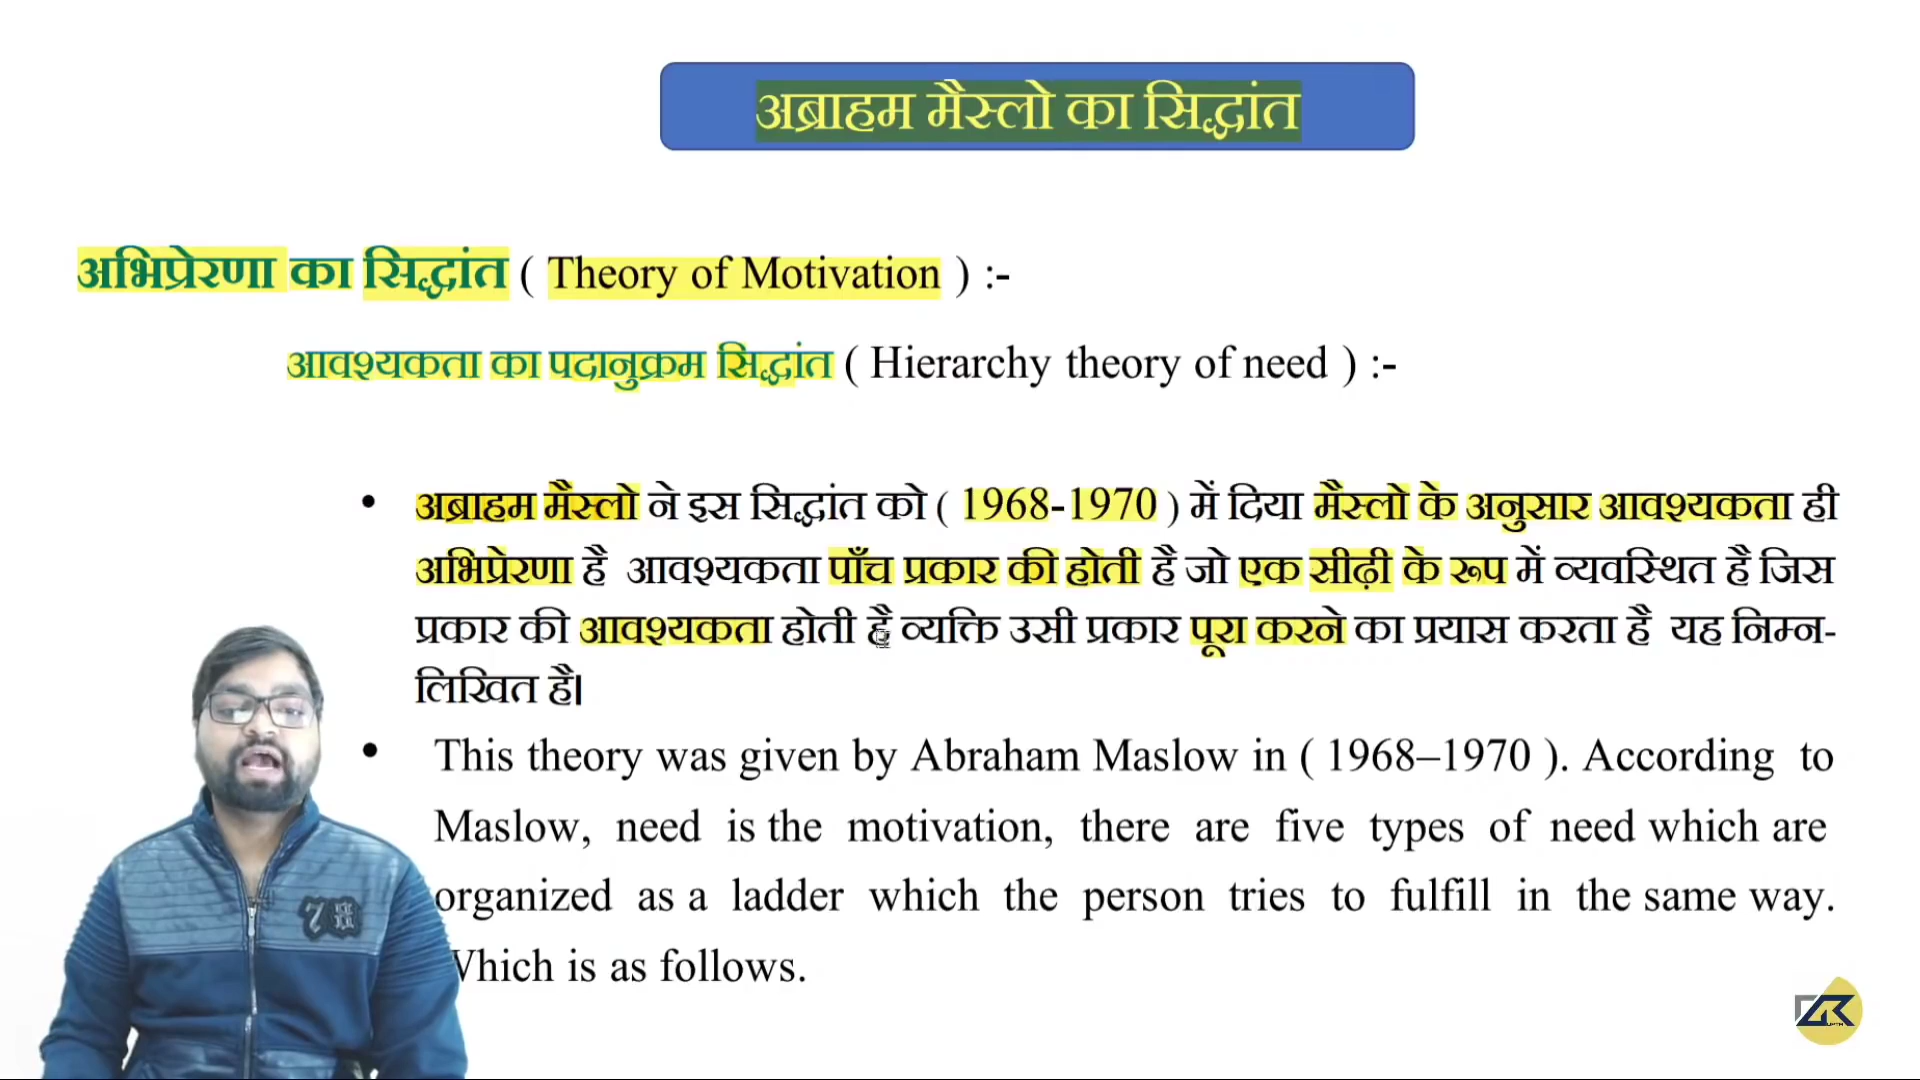 अब्राहम मैस्लो का सिद्धांत
अभिप्रेरणा का सिद्धांत ( Theory of Motivation ) :-
आवश्यकता का पदानुक्रम सिद्धांत ( Hierarchy theory of need ) :-
• अब्राहम मैस्लो ने इस सिद्धांत को ( 1968-1970 ) में दिया मैस्लो के अनुसार आवश्यकता ही
अभिप्रेरणा है आवश्यकता पाँच प्रकार की होती है जो एक सीढ़ी के रूप में व्यवस्थित है जिस
प्रकार की आवश्यकता होती है व्यक्ति उसी प्रकार पूरा करने का प्रयास करता है यह निम्न-
लिखित है।
• This theory was given by Abraham Maslow in ( 1968–1970 ). According to
Maslow, need is the motivation, there are five types of need which are
organized as a ladder which the person tries to fulfill in the same way.
Which is as follows.
78